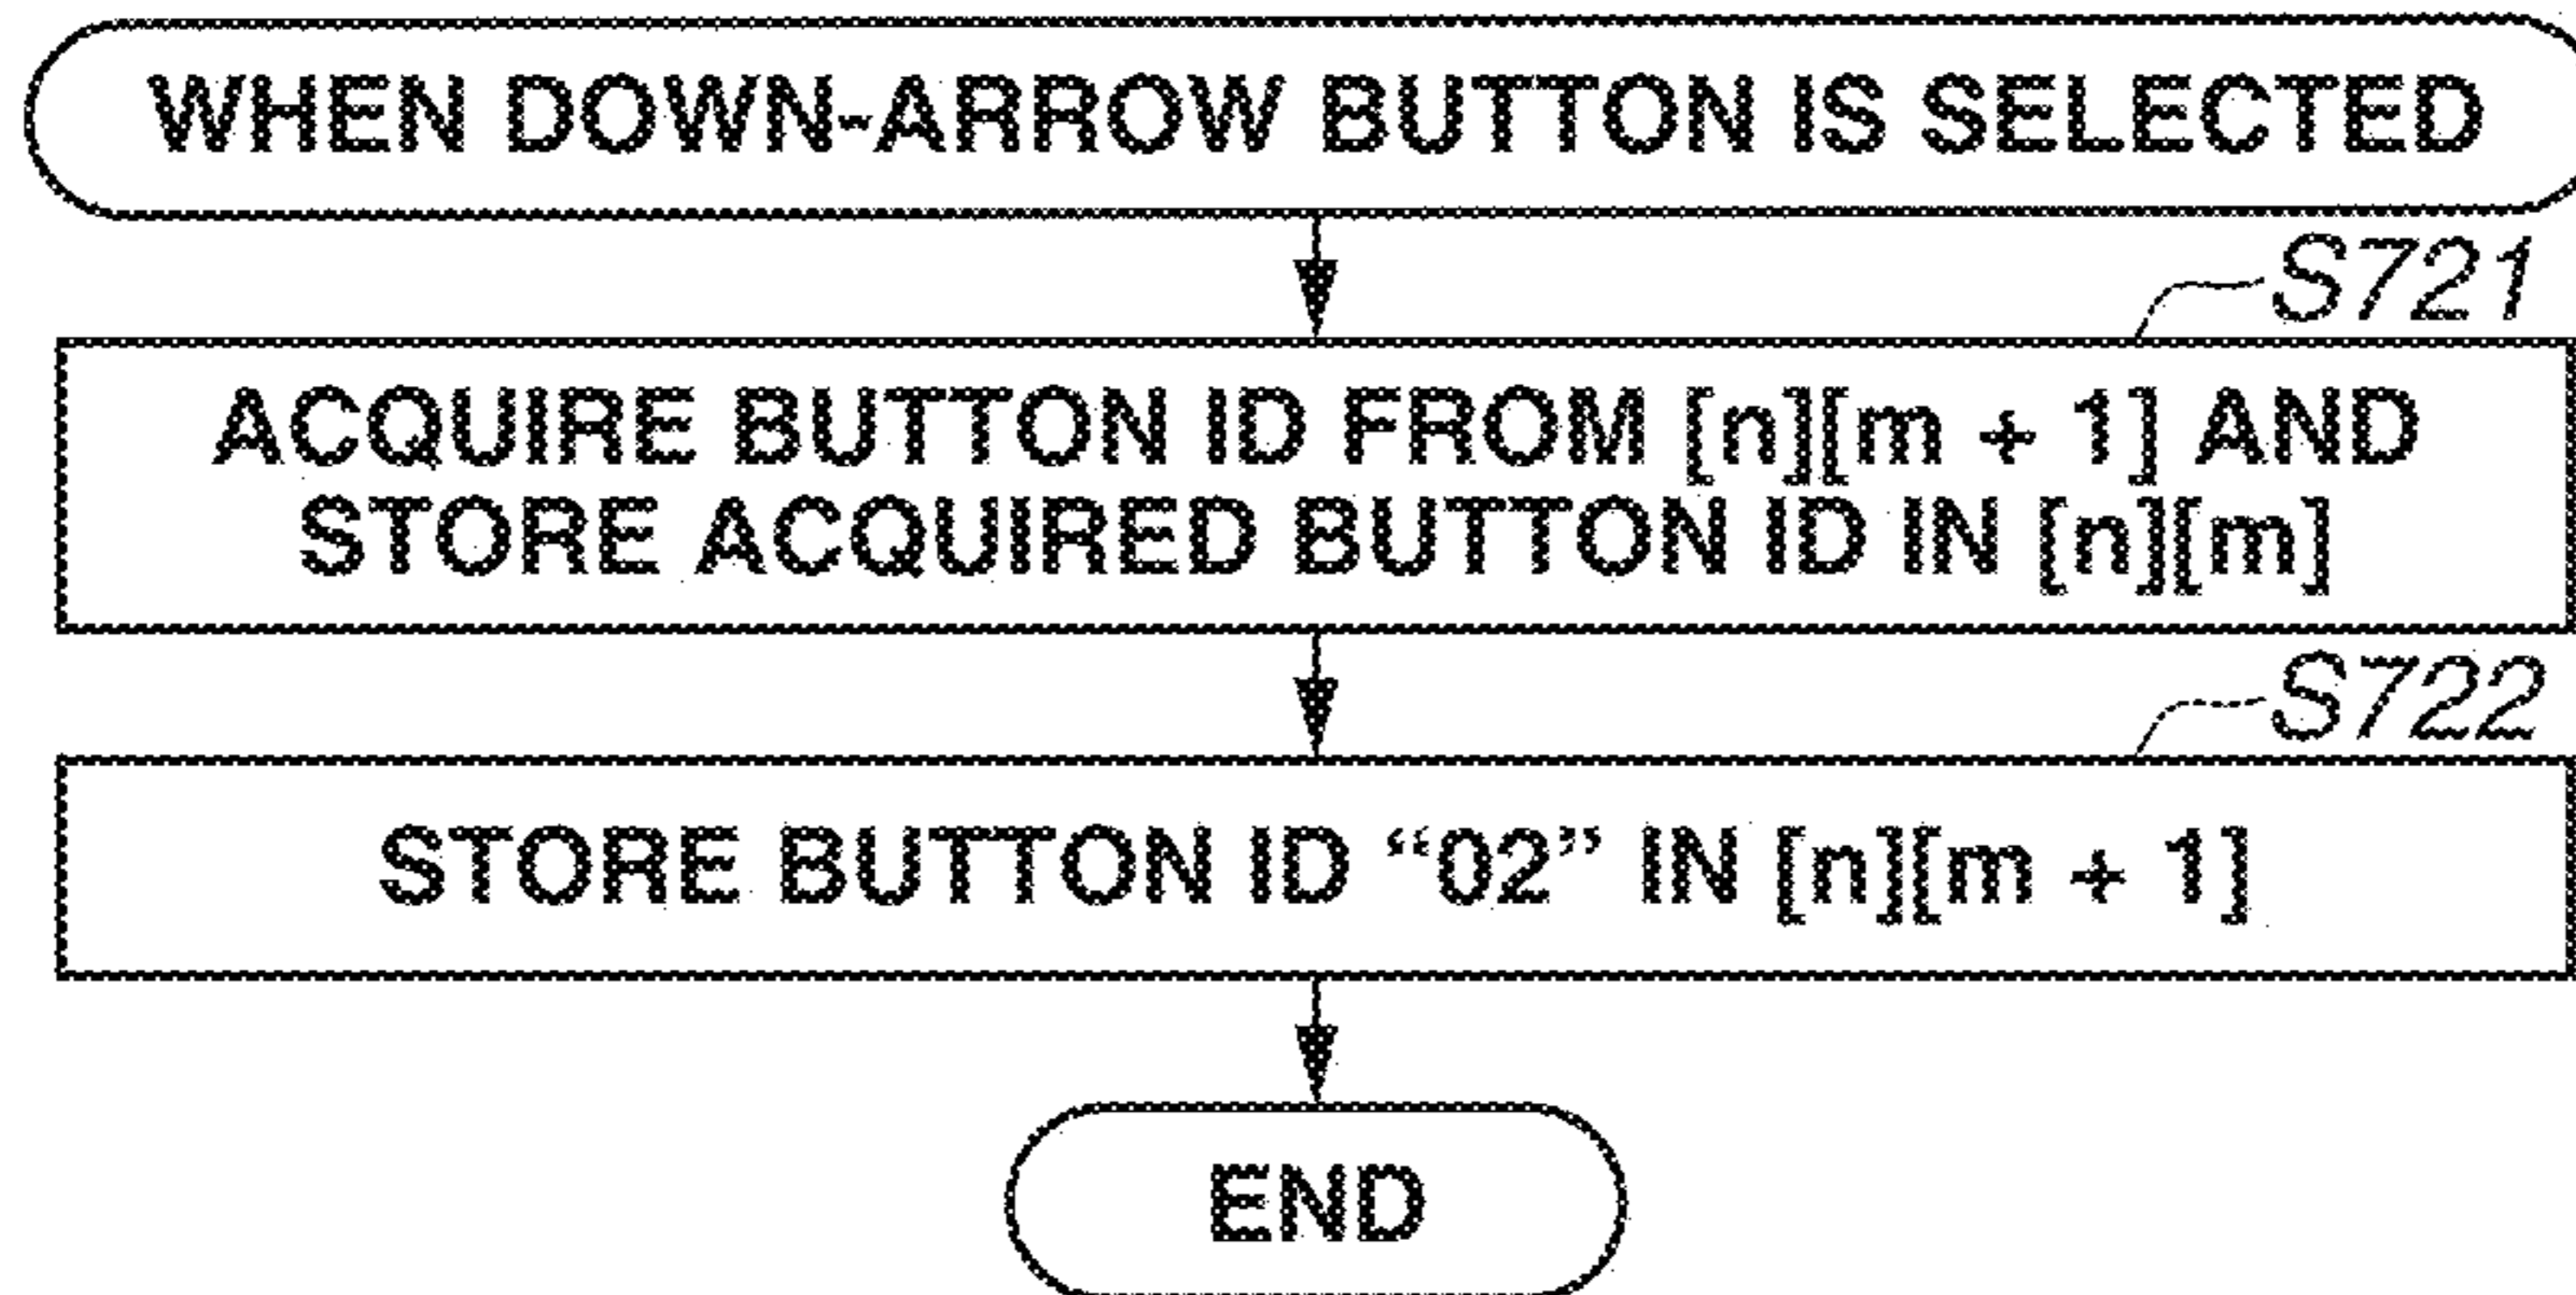 WHEN DOWN-ARROW BUTTON IS SELECTED
S721
ACQUIRE BUTTON ID FROM [n][m + 1] AND
STORE ACQUIRED BUTTON ID IN [n][m]
S722
STORE BUTTON ID “02” IN [n][m + 1]
END